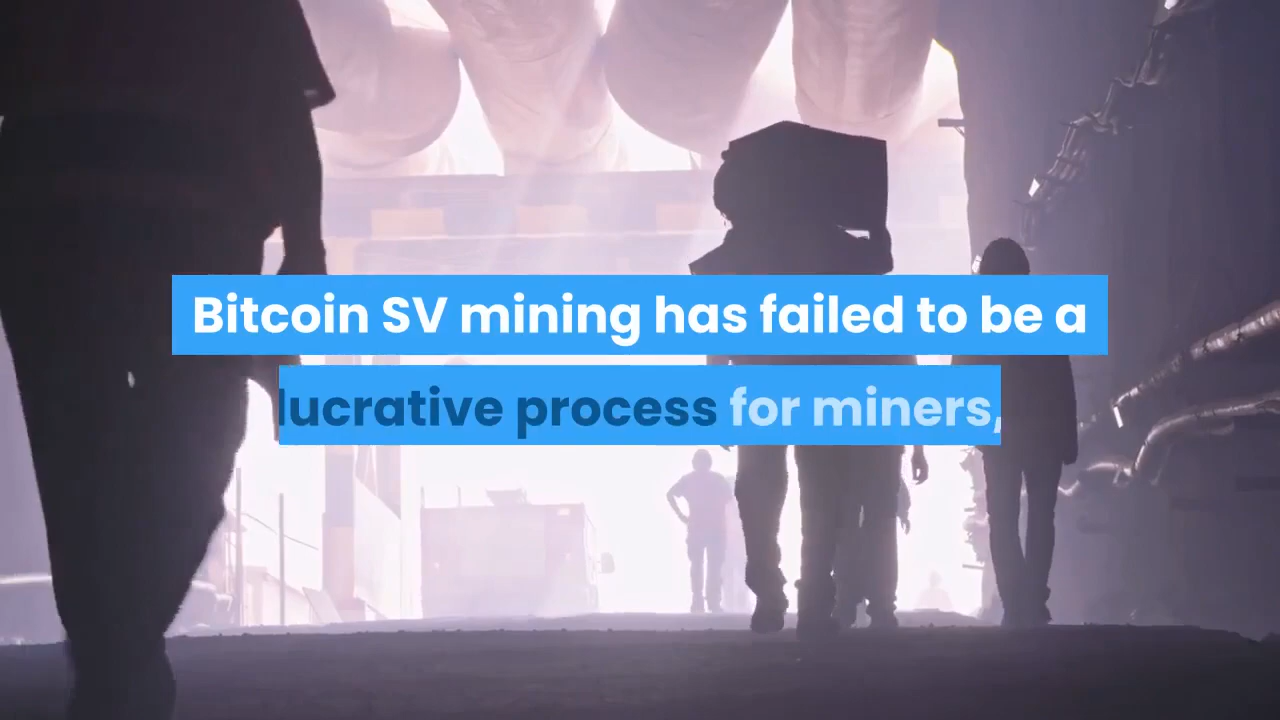 Bitcoin SV mining has failed to be a
lucrative process for miners,